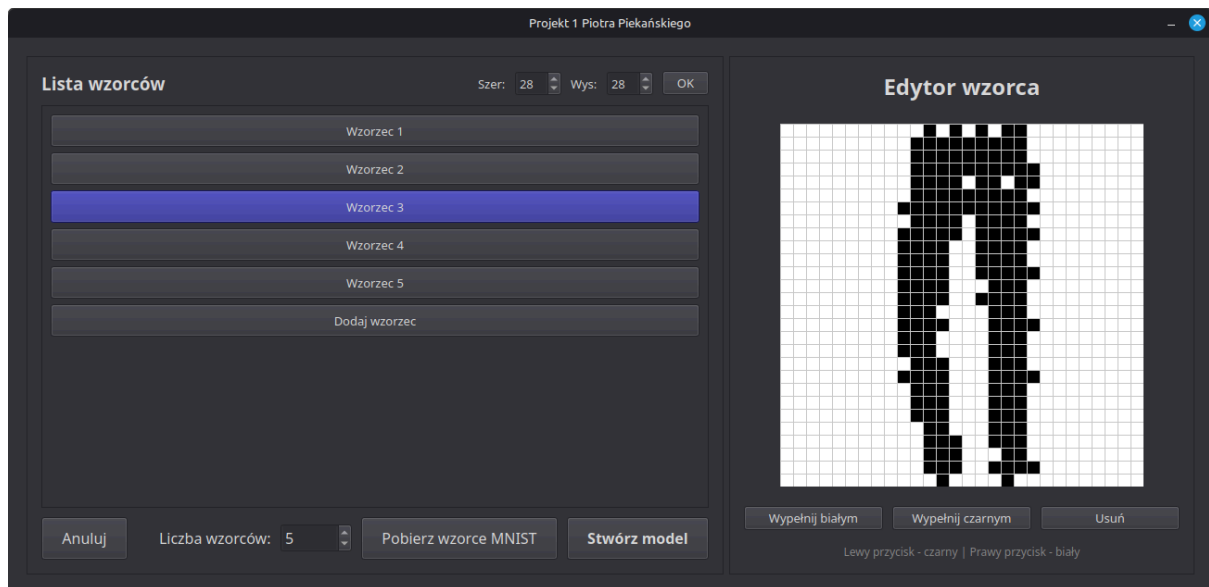 Projekt 1 Piotra Piekańskiego
Lista wzorców
Szer: 28 Wys: 28 OK
Wzorzec 1
Wzorzec 2
Wzorzec 3
Wzorzec 4
Wzorzec 5
Dodaj wzorzec
Anuluj Liczba wzorców: 5 Pobierz wzorce MNIST Stwórz model
Edytor wzorca
Wypełnij białym Wypełnij czarnym Usuń
Lewy przycisk - czarny | Prawy przycisk - biały